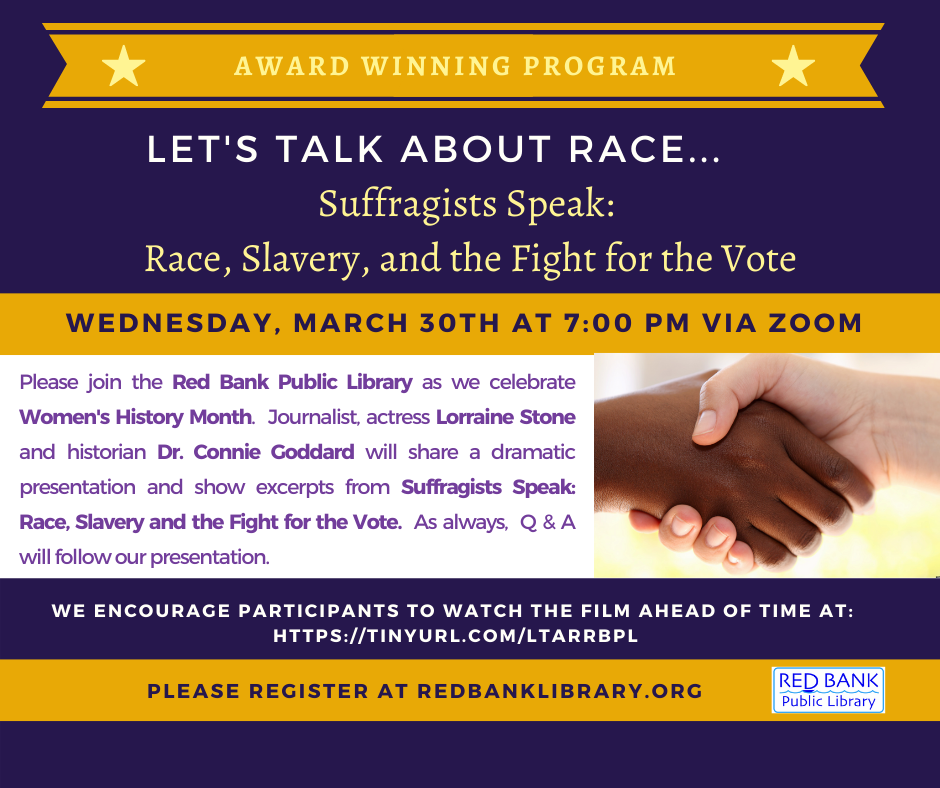 AWARD WINNING PROGRAM
LET'S TALK ABOUT RACE...
Suffragists Speak:
Race, Slavery, and the Fight for the Vote
WEDNESDAY, MARCH 30TH AT 7:00 PM VIA ZOOM
Please join the Red Bank Public Library as we celebrate
Women's History Month. Journalist, actress Lorraine Stone
and historian Dr. Connie Goddard will share a dramatic
presentation and show excerpts from Suffragists Speak:
Race, Slavery and the Fight for the Vote. As always, Q & A
will follow our presentation.
WE ENCOURAGE PARTICIPANTS TO WATCH THE FILM AHEAD OF TIME AT:
HTTPS://TINYURL.COM/LTARRBPL
PLEASE REGISTER AT REDBANKLIBRARY.ORG
RED BANK
Public Library